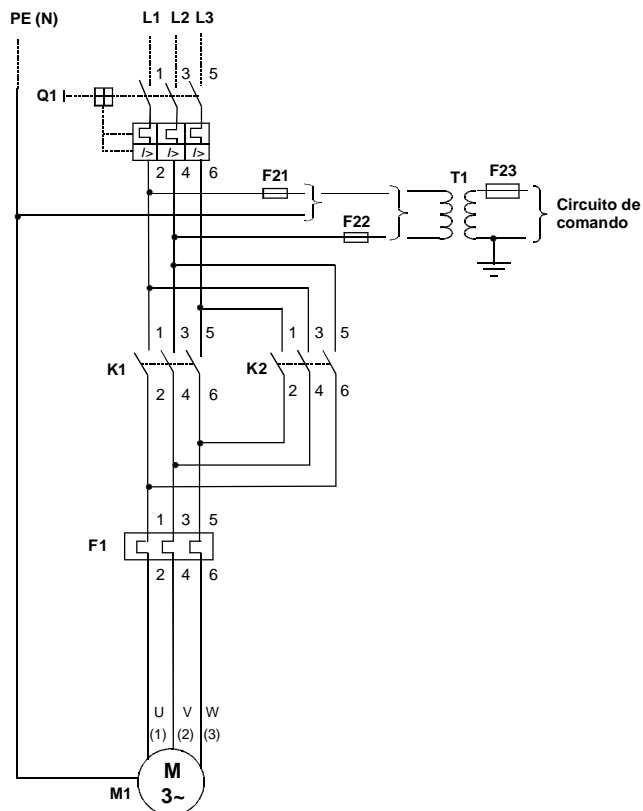 PE (N) L1 L2 L3
1 3 5
Q1
I> I> I>
2 4 6
F21 T1 F23
F22
Circuito de
comando
1 3 5 1 3 5
K1 K2
2 4 6 2 4 6
1 3 5
F1
2 4 6
U V W
(1) (2) (3)
M
3~
M1